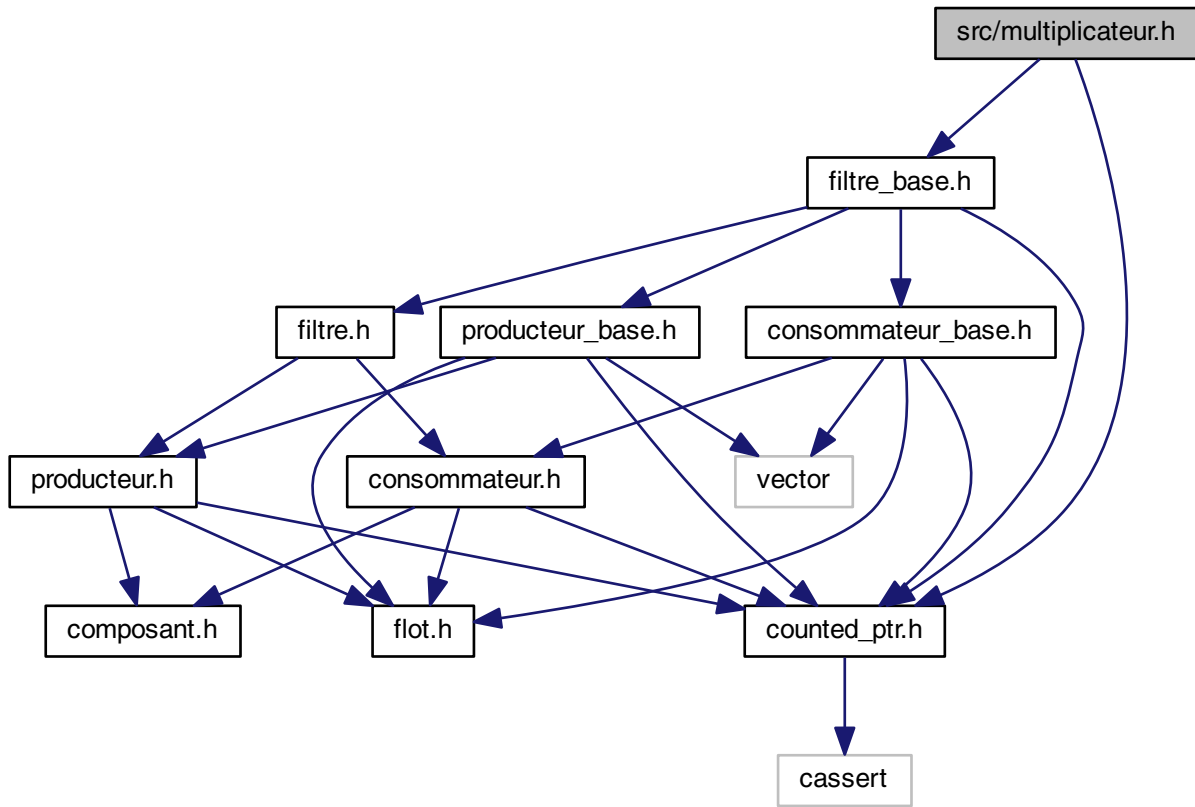 src/multiplicateur.h
filtre_base.h
filtre.h
producteur_base.h
consommateur_base.h
producteur.h
consommateur.h
vector
composant.h
flot.h
counted_ptr.h
cassert